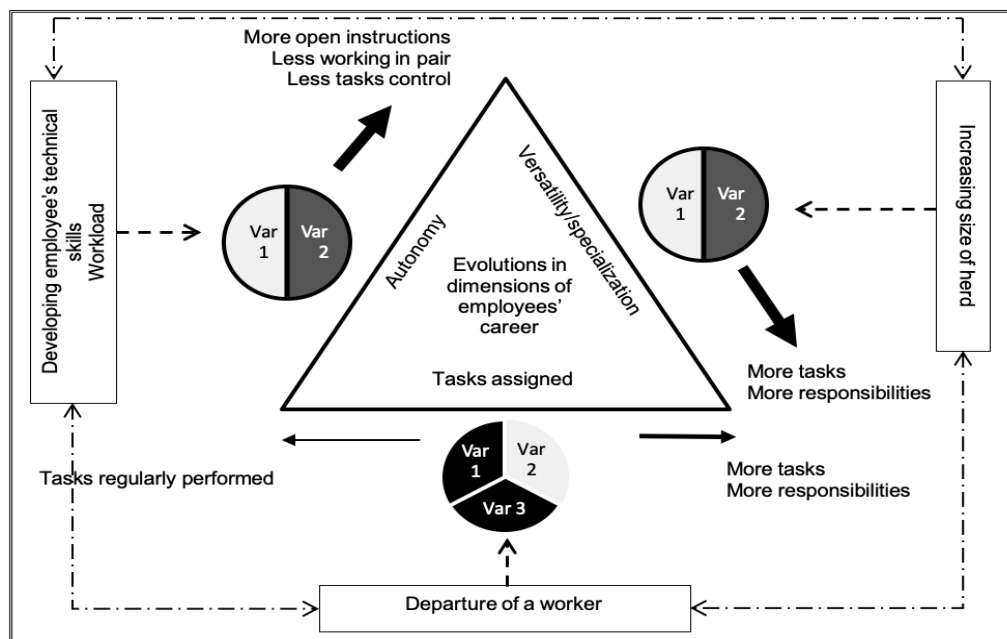 More open instructions
Less working in pair
Less tasks control
Developing employee's technical
skills
Workload
Var
1
Var
2
Autonomy
Versatility/specialization
Evolutions in
dimensions of
employees'
career
Tasks assigned
Var
1
Var
2
Increasing size of herd
More tasks
More responsibilities
Tasks regularly performed
Var
1
Var
2
Var 3
More tasks
More responsibilities
Departure of a worker